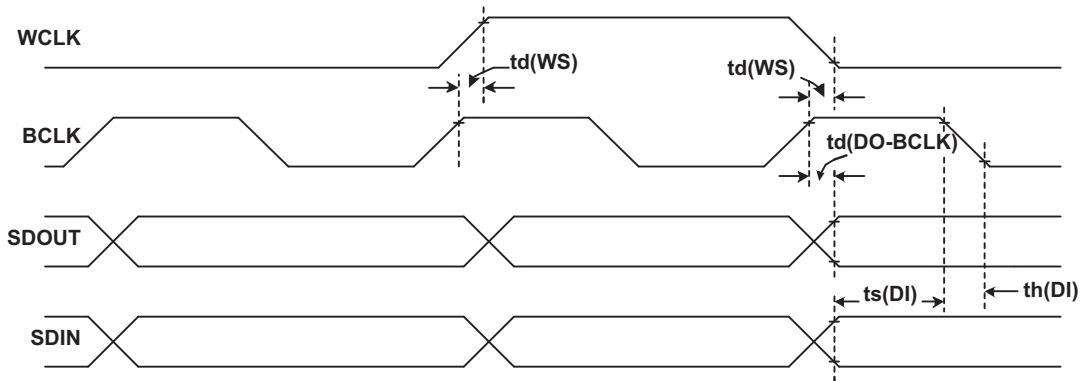 WCLK
td(WS)
td(WS)
BCLK
td(DO-BCLK)
SDOUT
ts(DI)
th(DI)
SDIN